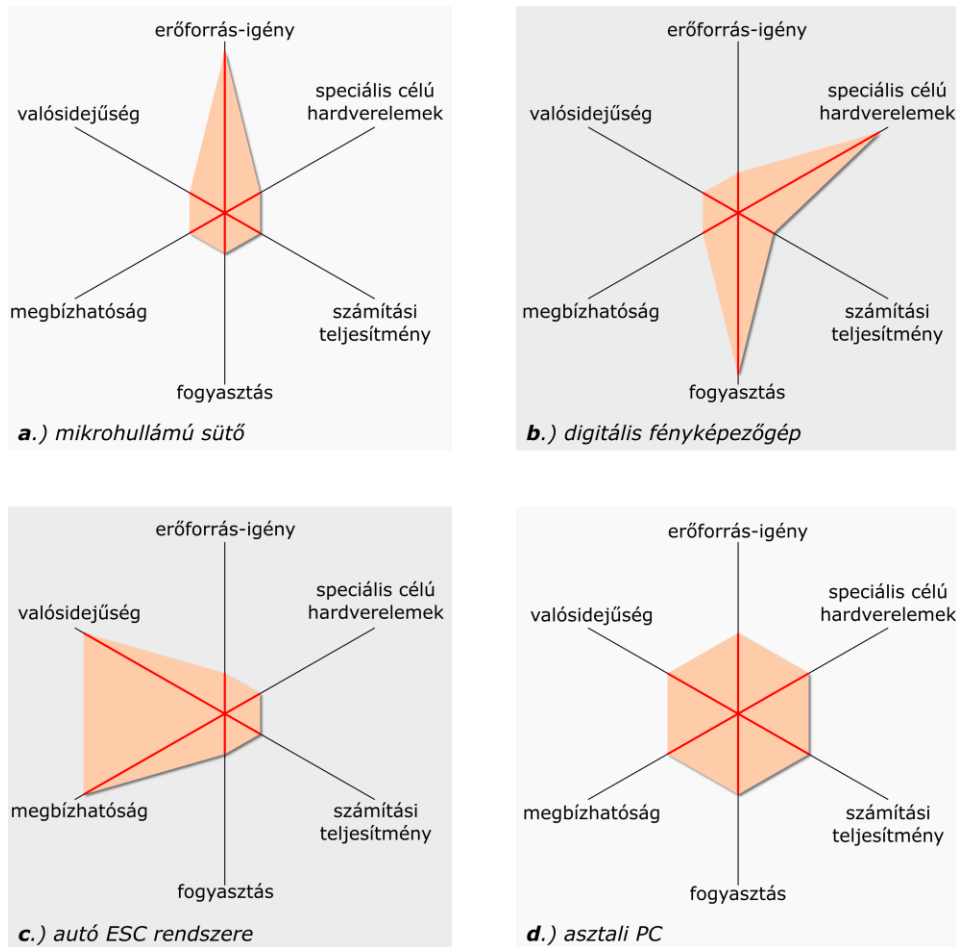 erőforrás-igény
speciális célú
hardverelemek
valósidejűség
megbízhatóság
számítási
teljesítmény
fogyasztás
a.) mikrohullámú sütő
erőforrás-igény
speciális célú
hardverelemek
valósidejűség
megbízhatóság
számítási
teljesítmény
fogyasztás
b.) digitális fényképezőgép
erőforrás-igény
speciális célú
hardverelemek
valósidejűség
megbízhatóság
számítási
teljesítmény
fogyasztás
c.) autó ESC rendszere
erőforrás-igény
speciális célú
hardverelemek
valósidejűség
megbízhatóság
számítási
teljesítmény
fogyasztás
d.) asztali PC